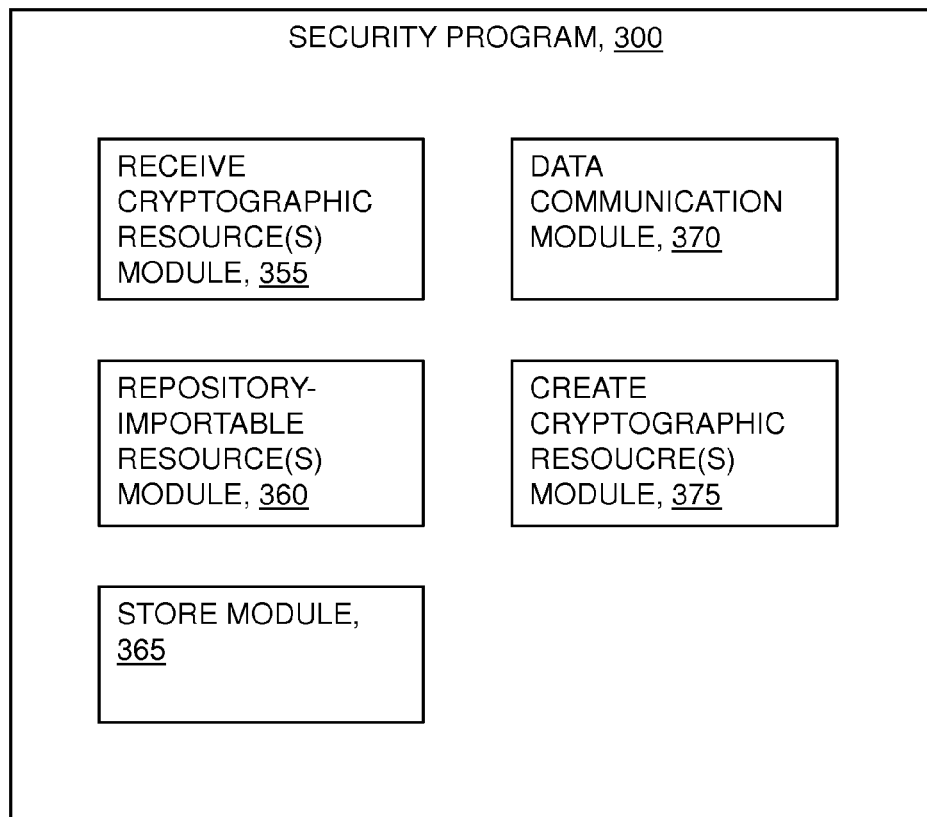 SECURITY PROGRAM, 300
RECEIVE
CRYPTOGRAPHIC
RESOURCE(S)
MODULE, 355
DATA
COMMUNICATION
MODULE, 370
REPOSITORY-
IMPORTABLE
RESOURCE(S)
MODULE, 360
CREATE
CRYPTOGRAPHIC
RESOUCRE(S)
MODULE, 375
STORE MODULE,
365